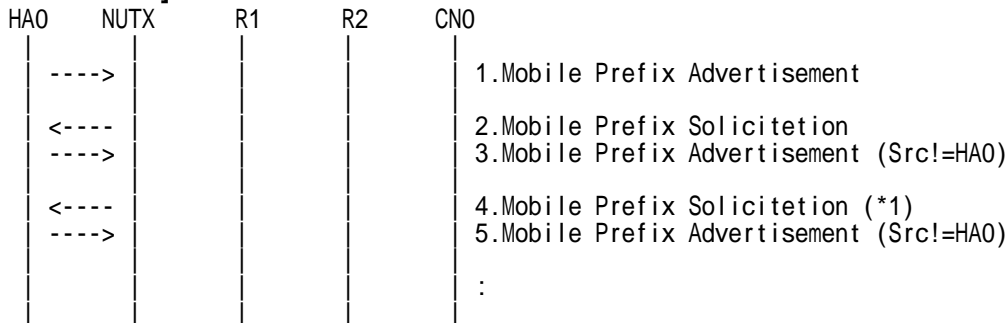 HA0 NUTX R1 R2 CN0
----> 1.Mobile Prefix Advertisement
<---- 2.Mobile Prefix Solicitetion
----> 3.Mobile Prefix Advertisement (Src!=HA0)
<---- 4.Mobile Prefix Solicitetion (*1)
----> 5.Mobile Prefix Advertisement (Src!=HA0)
: